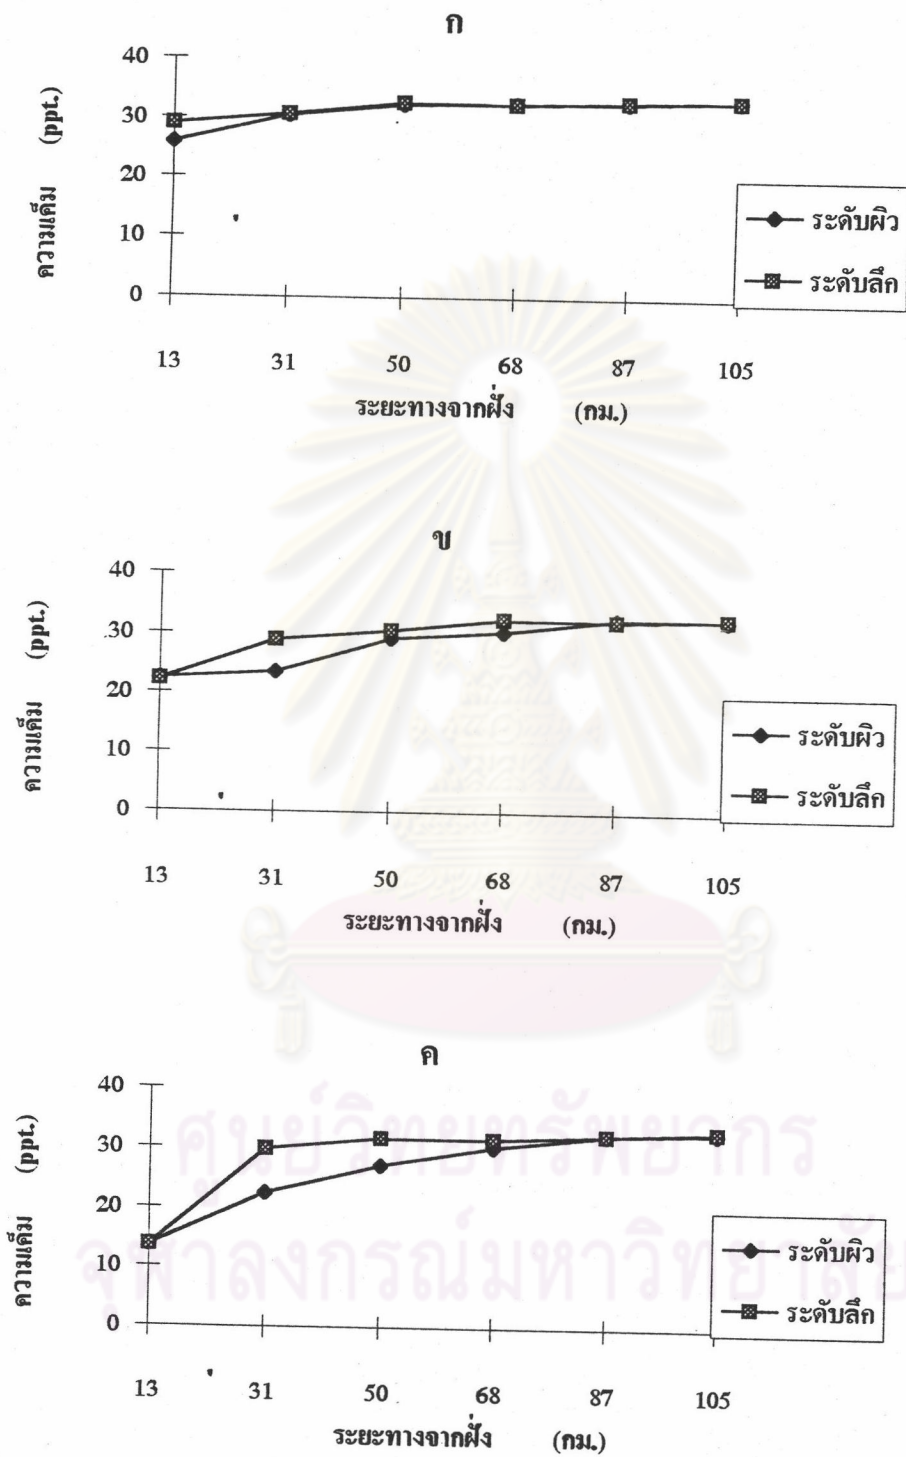 ก
40
30
20
10
0
ความเค็ม (ppt.)
ระดับผิว
ระดับลึก
13 31 50 68 87 105
ระยะทางจากฝั่ง (กม.)
ข
40
30
20
10
0
ความเค็ม (ppt.)
ระดับผิว
ระดับลึก
13 31 50 68 87 105
ระยะทางจากฝั่ง (กม.)
ค
40
30
20
10
0
ความเค็ม (ppt.)
ระดับผิว
ระดับลึก
13 31 50 68 87 105
ระยะทางจากฝั่ง (กม.)
ศูนย์วิทยทรัพยากร
จุฬาลงกรณ์มหาวิทยาลัย